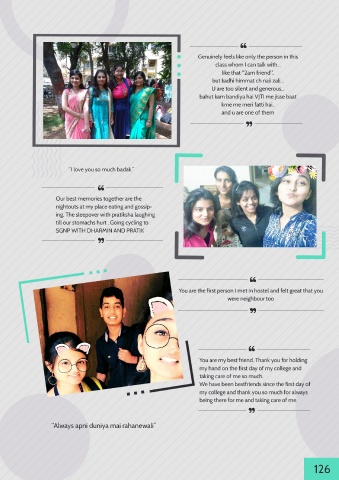 ❝
Genuinely feels like only the person in this
class whom I can talk with..
like that "2am friend".
but kadhi himmat ch nali zali. .
U are too silent and generous,..
bahut kam bandiya hai VJTI me jisse baat
krne me meri fatti hai..
and u are one of them
❞
"I love you so much badak"
❝
Our best memories together are the
nightouts at my place eating and gossip-
ing. The sleepover with pratiksha laughing
till our stomachs hurt . Going cycling to
SGNP WITH DHARMIN AND PRATIK
❞
❝
You are the first person I met in hostel and felt great that you
were neighbour too
❞
❝
You are my best friend. Thank you for holding
my hand on the first day of my college and
taking care of me so much.
We have been bestfriends since the first day of
my college and thank you so much for always
being there for me and taking care of me.
❞
"Always apni duniya mai rahanewali"
126